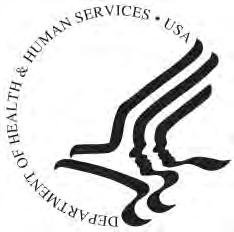 DEPARTMENT OF HEALTH & HUMAN SERVICES • USA